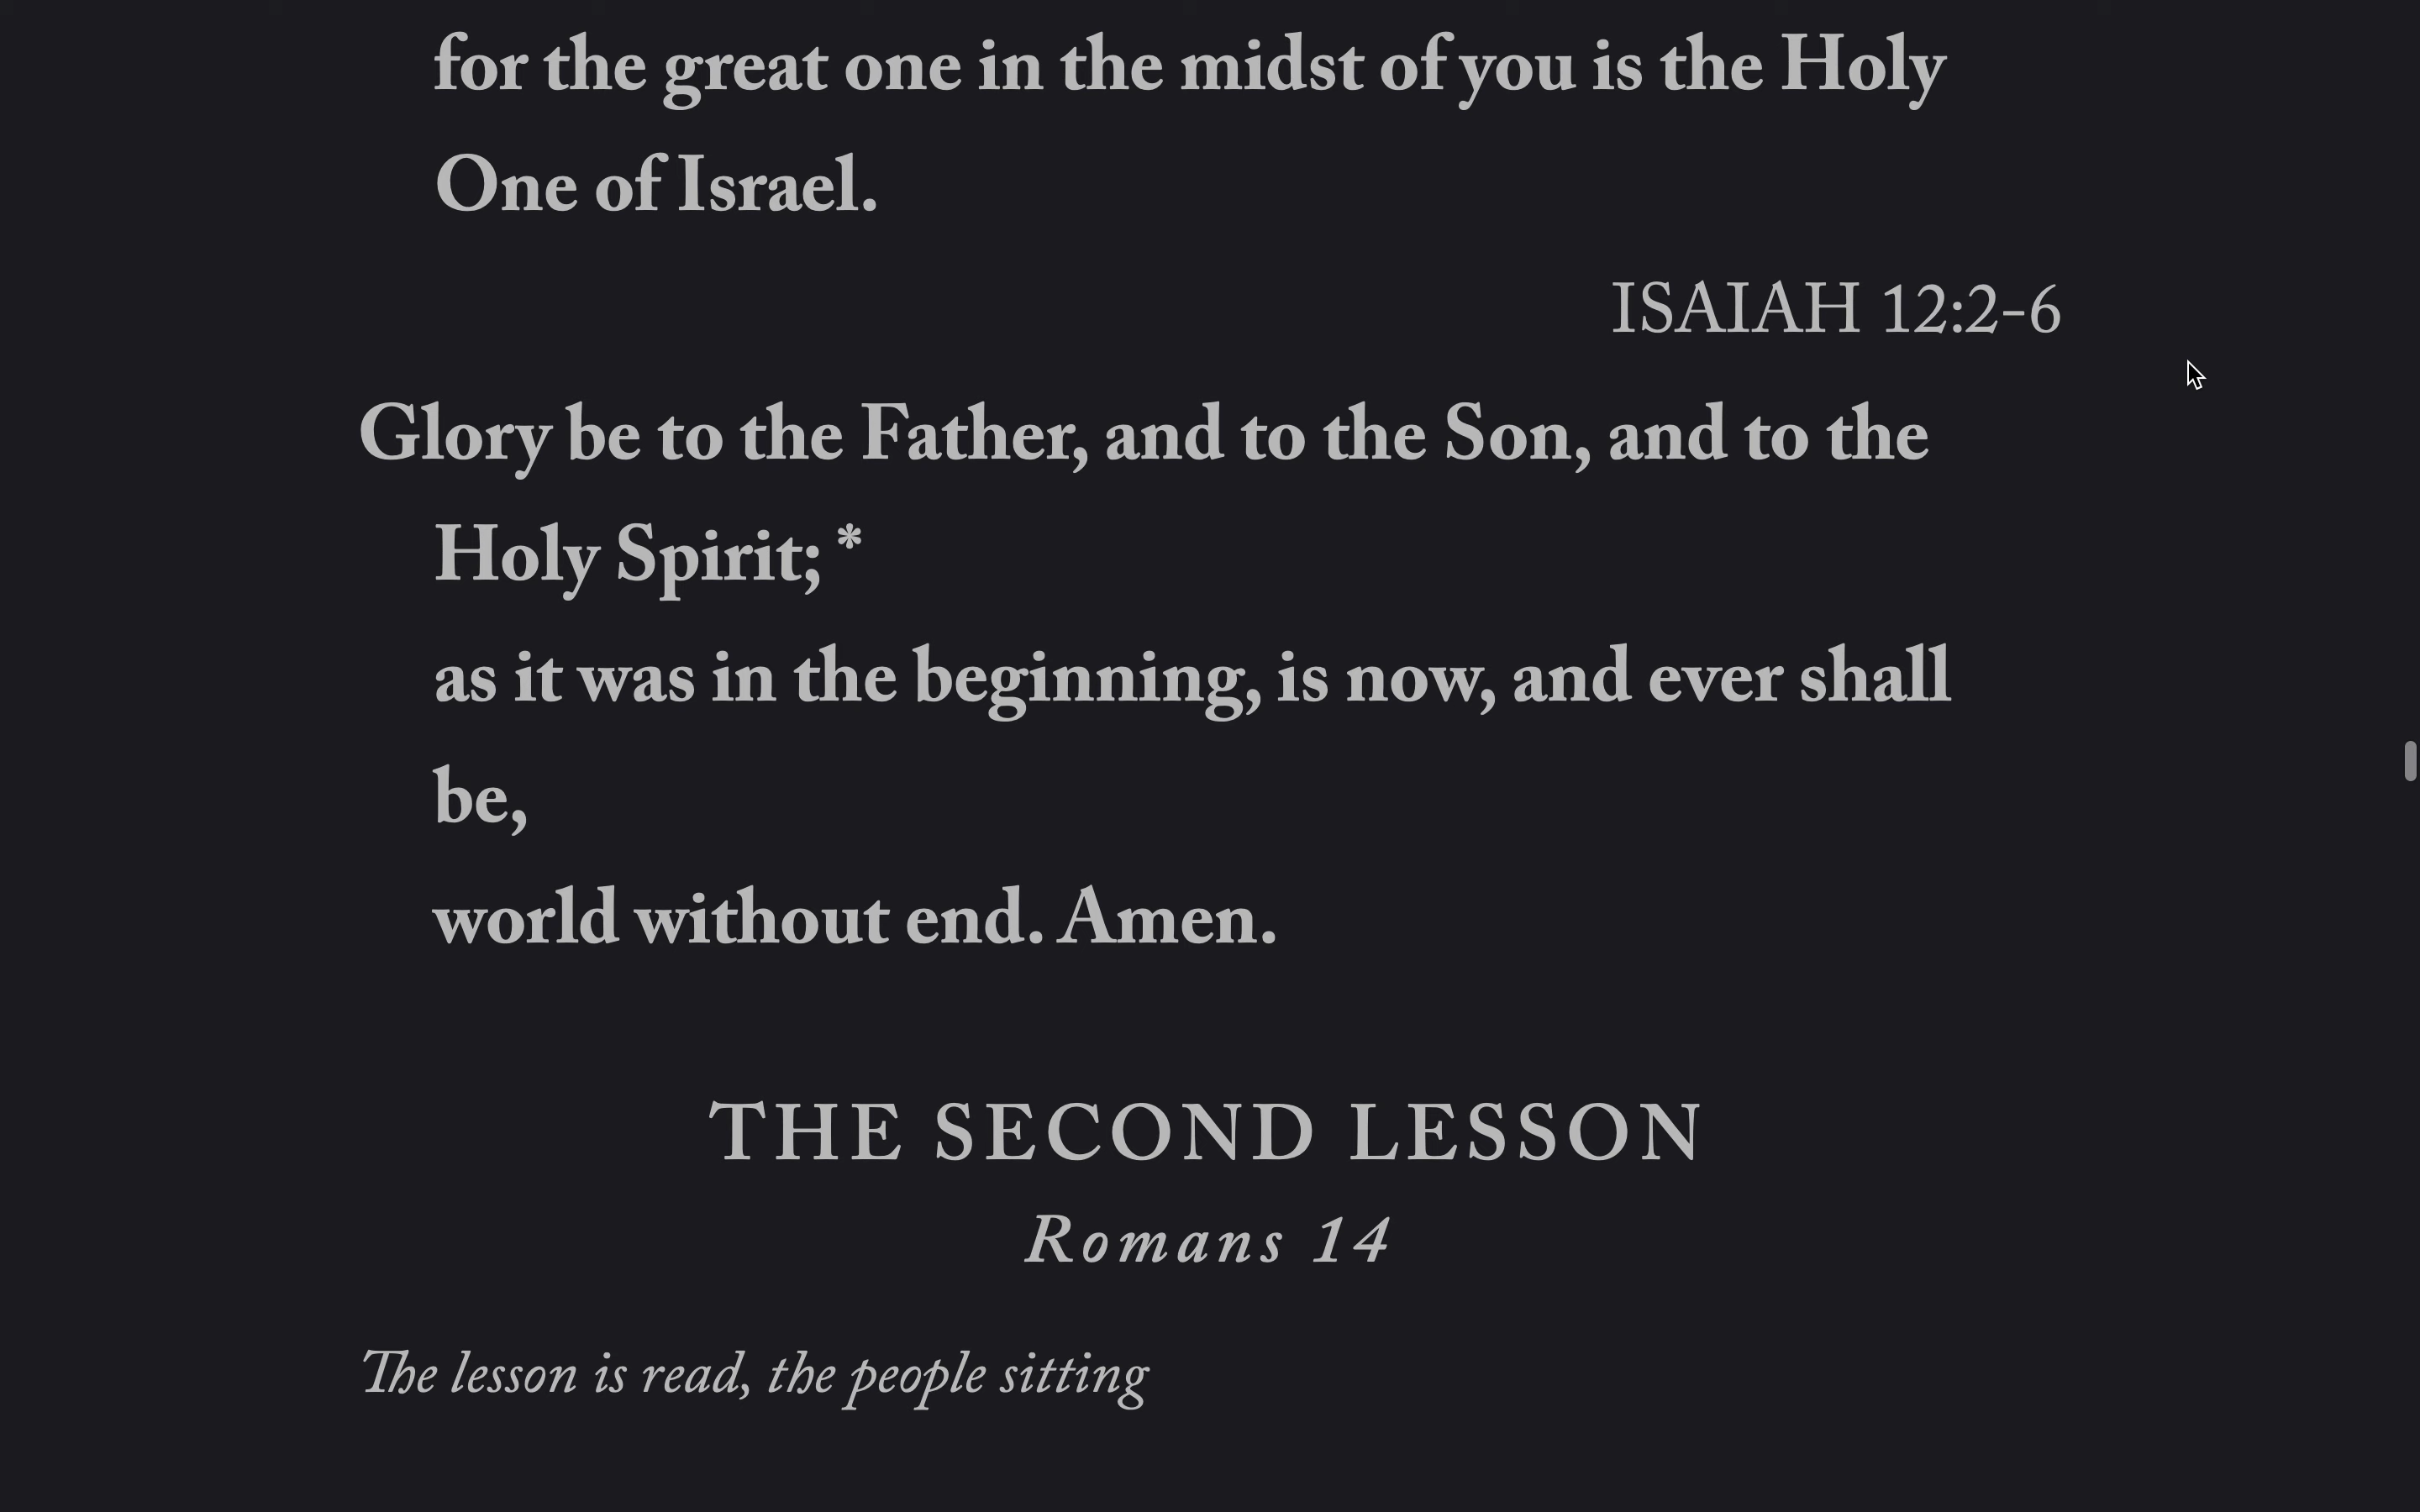 for the great one in the midst of you is the Holy
One of Israel.
ISAIAH 12:2–6
Glory be to the Father, and to the Son, and to the
Holy Spirit; *
as it was in the beginning, is now, and ever shall
be,
world without end. Amen.
THE SECOND LESSON
Romans 14
The lesson is read, the people sitting